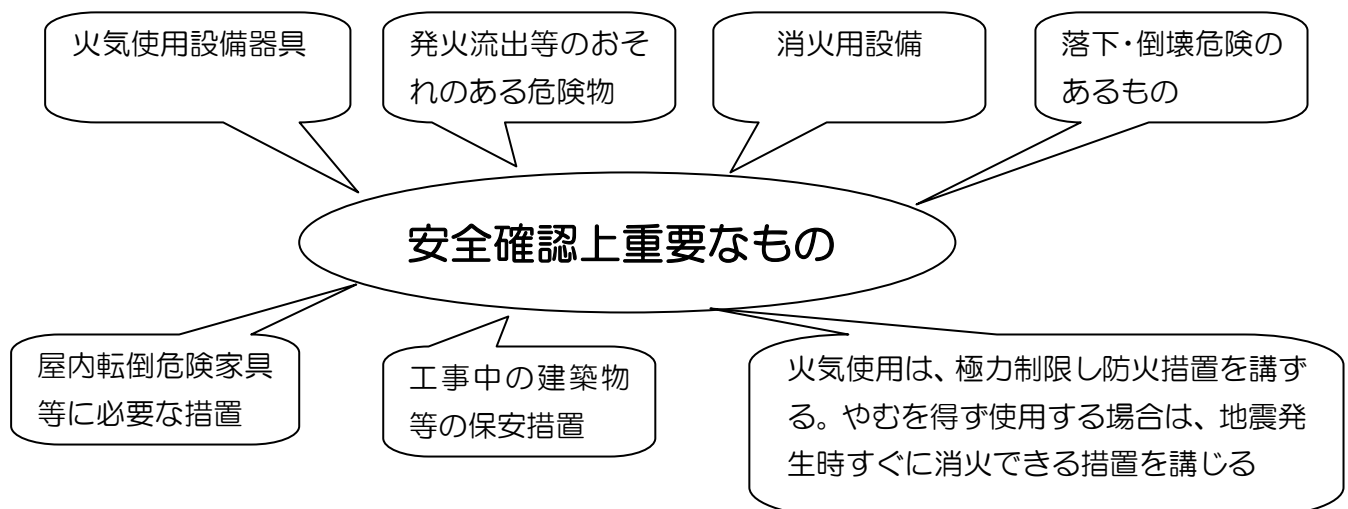 火気使用設備器具
発火流出等のおそ
れのある危険物
消火用設備
落下・倒壊危険の
あるもの
安全確認上重要なもの
屋内転倒危険家具
等に必要な措置
工事中の建築物
等の保安措置
火気使用は、極力制限し防火措置を講ず
る。やむを得ず使用する場合は、地震発
生時すぐに消火できる措置を講じる